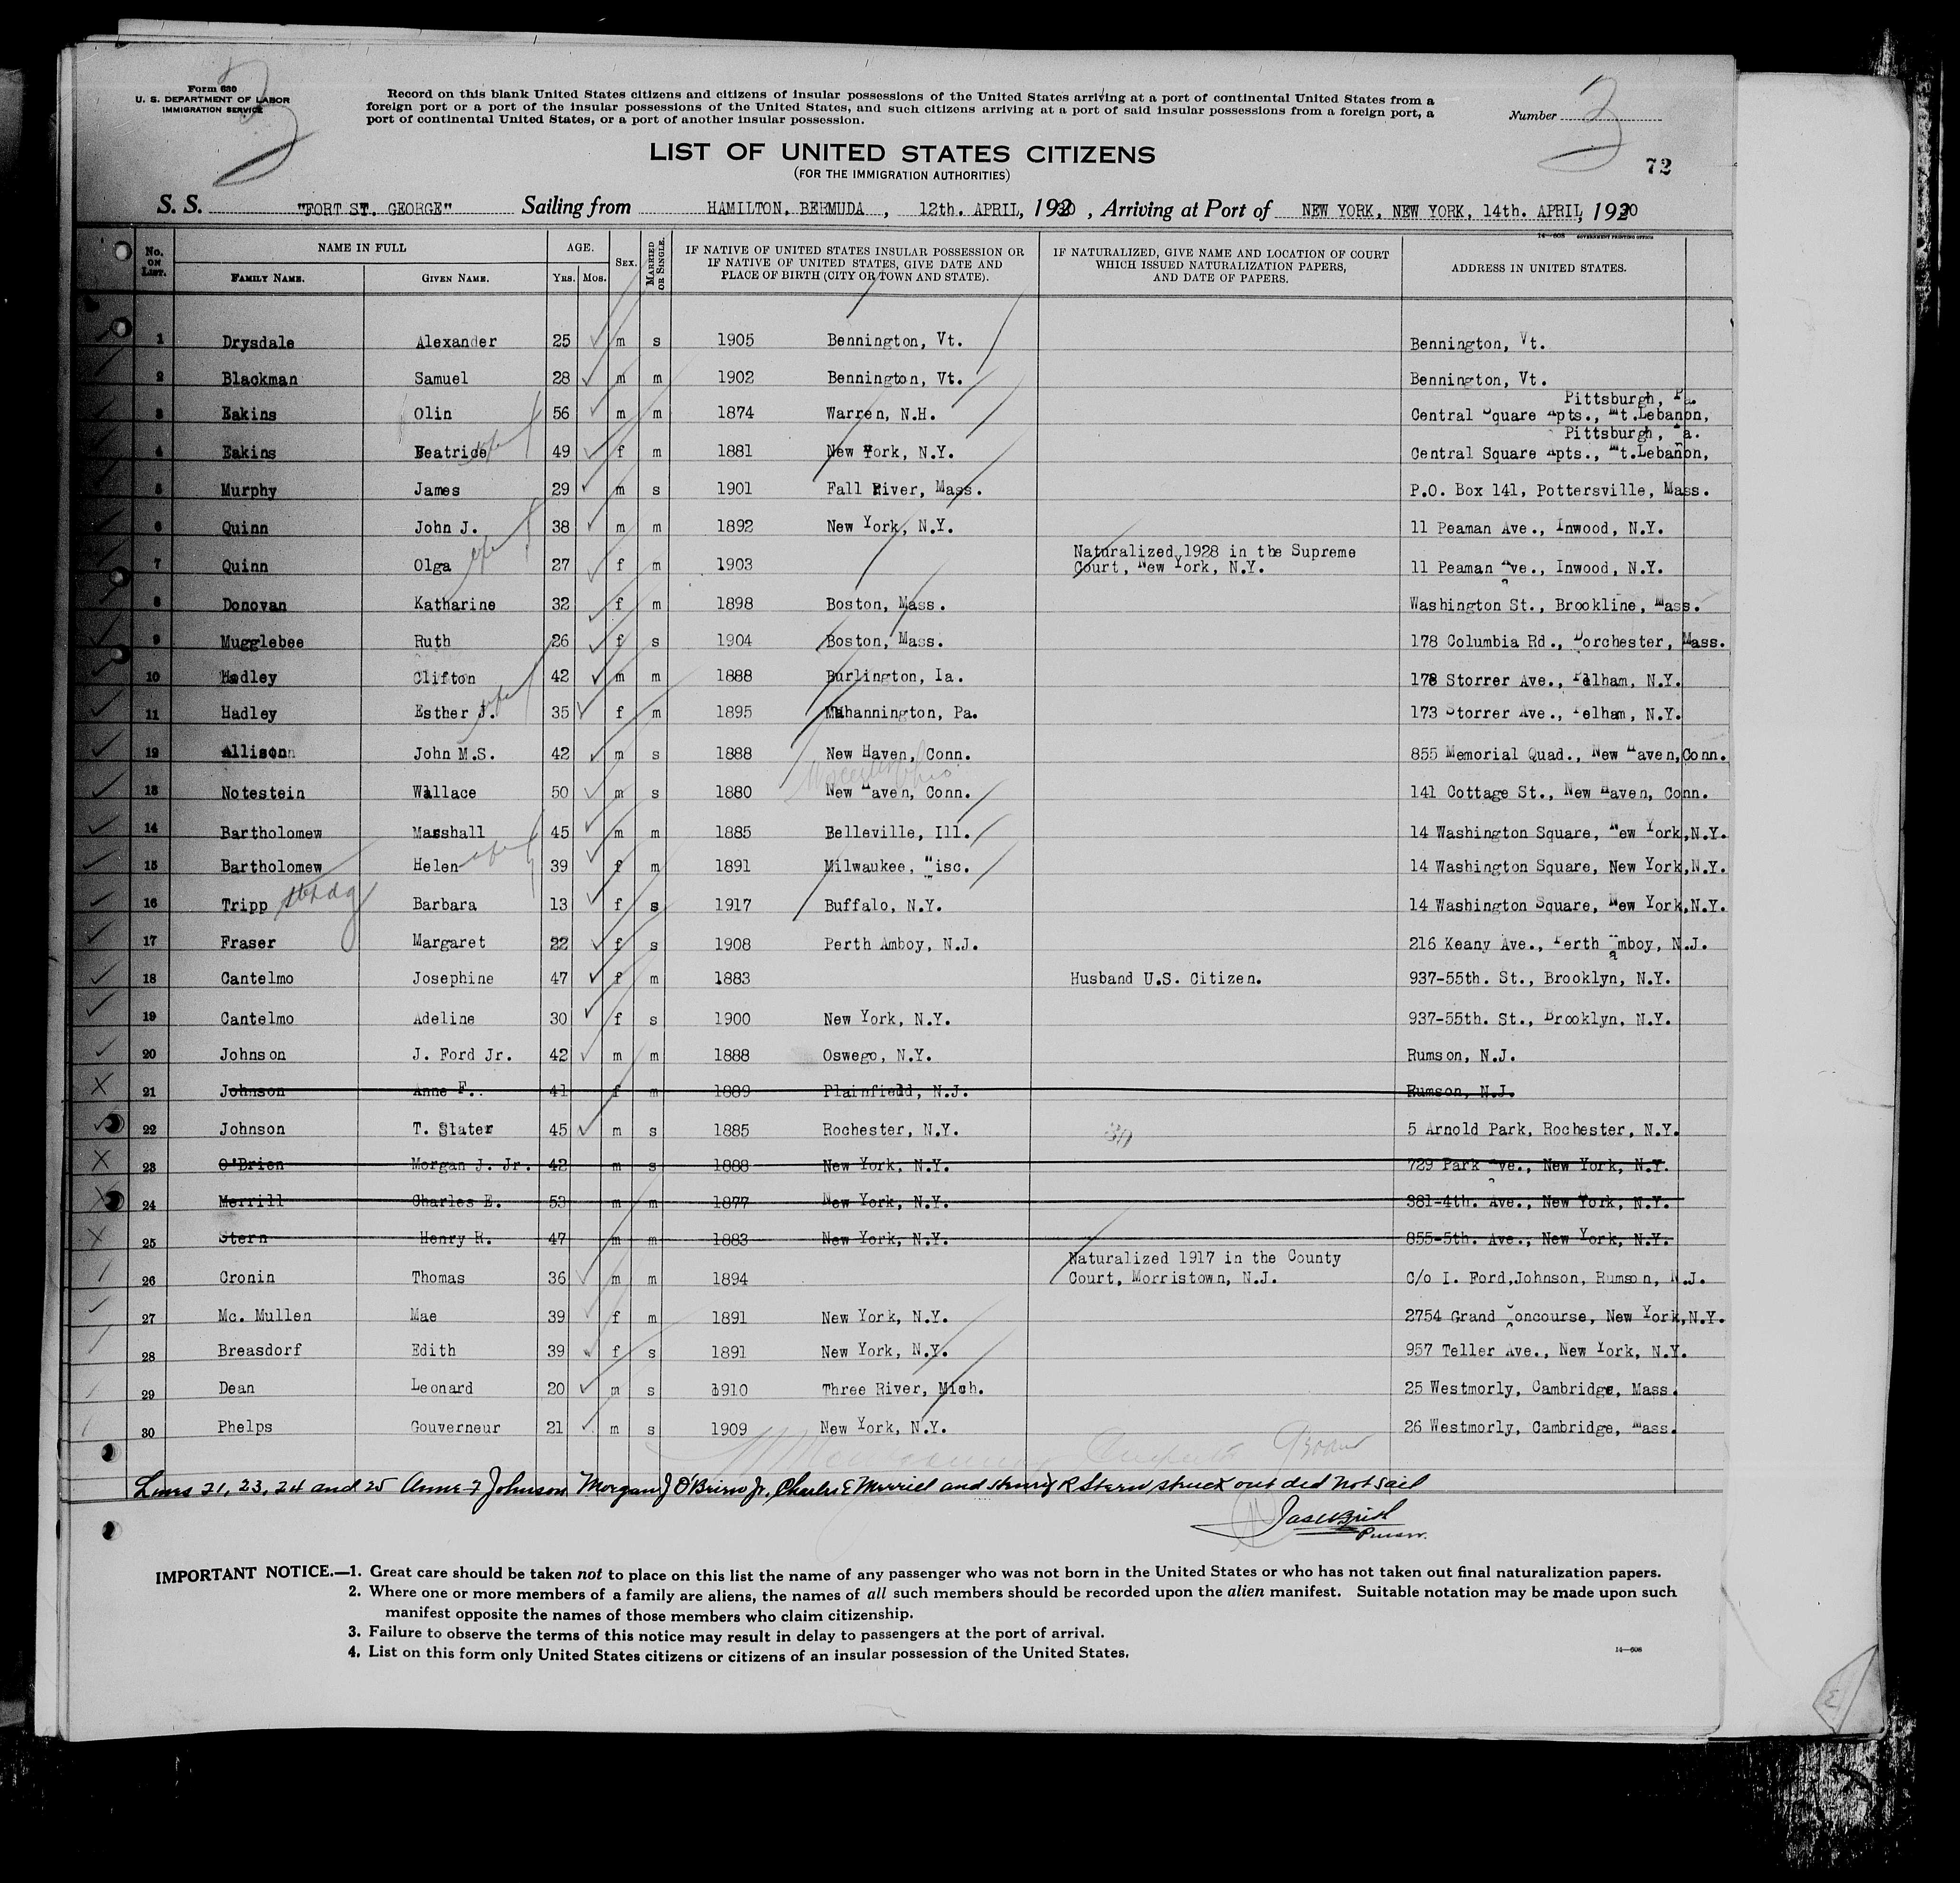 Form 630
U. S. DEPARTMENT OF LABOR
IMMIGRATION SERVICE
3
Record on this blank United States citizens and citizens of insular possessions of the United States arriving at a port of continental United States from a
foreign port or a port of the insular possessions of the United States, and such citizens arriving at a port of said insular possessions from a foreign port, a
port of continental United States, or a port of another insular possession.
Number 3
72
LIST OF UNITED STATES CITIZENS
(FOR THE IMMIGRATION AUTHORITIES)
S. S. "FORT ST. GEORGE" Sailing from HAMILTON, BERMUDA, 12th. APRIL, 1930, Arriving at Port of NEW YORK, NEW YORK, 14th. APRIL, 1930
14—608 GOVERNMENT PRINTING OFFICE
No. ON LIST. NAME IN FULL FAMILY NAME. GIVEN NAME. AGE. YRS. MOS. SEX. MARRIED OR SINGLE. IF NATIVE OF UNITED STATES INSULAR POSSESSION OR IF NATIVE OF UNITED STATES, GIVE DATE AND PLACE OF BIRTH (CITY OR TOWN AND STATE). IF NATURALIZED, GIVE NAME AND LOCATION OF COURT WHICH ISSUED NATURALIZATION PAPERS, AND DATE OF PAPERS. ADDRESS IN UNITED STATES.
1 Drysdale Alexander 25 m s 1905 Bennington, Vt. Bennington, Vt.
2 Blackman Samuel 28 m m 1902 Bennington, Vt. Bennington, Vt.
Pittsburgh, Pa.
3 Eakins Olin 56 m m 1874 Warren, N.H. Central Square Apts., Mt.Lebanon,
Pittsburgh, Pa.
4 Eakins Beatrice 49 f m 1881 New York, N.Y. Central Square Apts., Mt.Lebanon,
5 Murphy James 29 m s 1901 Fall River, Mass. P.O. Box 141, Pottersville, Mass.
6 Quinn John J. 38 m m 1892 New York, N.Y. 11 Peaman Ave., Inwood, N.Y.
7 Quinn Olga 27 f m 1903 Naturalized 1928 in the Supreme Court, New York, N.Y. 11 Peaman Ave., Inwood, N.Y.
8 Donovan Katharine 32 f m 1898 Boston, Mass. Washington St., Brookline, Mass.
9 Mugglebee Ruth 26 f s 1904 Boston, Mass. 178 Columbia Rd., Dorchester, Mass.
10 Hadley Clifton 42 m m 1888 Burlington, Ia. 178 Storrer Ave., Pelham, N.Y.
11 Hadley Esther J. 35 f m 1895 Mahannington, Pa. 173 Storrer Ave., Pelham, N.Y.
12 Allison John M.S. 42 m s 1888 New Haven, Conn. 855 Memorial Quad., New Haven,Conn.
13 Notestein Wallace 50 m s 1880 New Haven, Conn. 141 Cottage St., New Haven, Conn.
14 Bartholomew Marshall 45 m m 1885 Belleville, Ill. 14 Washington Square, New York,N.Y.
15 Bartholomew Helen 39 f m 1891 Milwaukee, Wisc. 14 Washington Square, New York,N.Y.
16 Tripp Barbara 13 f s 1917 Buffalo, N.Y. 14 Washington Square, New York,N.Y.
17 Fraser Margaret 22 f s 1908 Perth Amboy, N.J. 216 Keany Ave., Perth Amboy, N.J.
18 Cantelmo Josephine 47 f m 1883 Husband U.S. Citizen. 937-55th. St., Brooklyn, N.Y.
19 Cantelmo Adeline 30 f s 1900 New York, N.Y. 937-55th. St., Brooklyn, N.Y.
20 Johnson J. Ford Jr. 42 m m 1888 Oswego, N.Y. Rumson, N.J.
21 Johnson Anne F. 41 f m 1889 Plainfield, N.J. Rumson, N.J.
22 Johnson T. Slater 45 m s 1885 Rochester, N.Y. 30 5 Arnold Park, Rochester, N.Y.
23 O'Brien Morgan J. Jr. 42 m s 1888 New York, N.Y. 729 Park Ave., New York, N.Y.
24 Merrill Charles E. 53 m m 1877 New York, N.Y. 381-4th. Ave., New York, N.Y.
25 Stern Henry R. 47 m m 1883 New York, N.Y. 855-5th. Ave., New York, N.Y.
26 Cronin Thomas 36 m m 1894 Naturalized 1917 in the County Court, Morristown, N.J. C/o I. Ford,Johnson, Rumson, N.J.
27 Mc. Mullen Mae 39 f m 1891 New York, N.Y. 2754 Grand Concourse, New York,N.Y.
28 Breasdorf Edith 39 f s 1891 New York, N.Y. 957 Teller Ave., New York, N.Y.
29 Dean Leonard 20 m s 1910 Three River, Mich. 25 Westmorly, Cambridge, Mass.
30 Phelps Gouverneur 21 m s 1909 New York, N.Y. 26 Westmorly, Cambridge, Mass.
Lines 21, 23, 24 and 25 Anne F Johnson Morgan J O'Brien Jr, Charles E Merrill and Henry R Stern struck out did not sail
Purser.
IMPORTANT NOTICE.—1. Great care should be taken not to place on this list the name of any passenger who was not born in the United States or who has not taken out final naturalization papers.
2. Where one or more members of a family are aliens, the names of all such members should be recorded upon the alien manifest. Suitable notation may be made upon such
manifest opposite the names of those members who claim citizenship.
3. Failure to observe the terms of this notice may result in delay to passengers at the port of arrival.
4. List on this form only United States citizens or citizens of an insular possession of the United States.
14—608